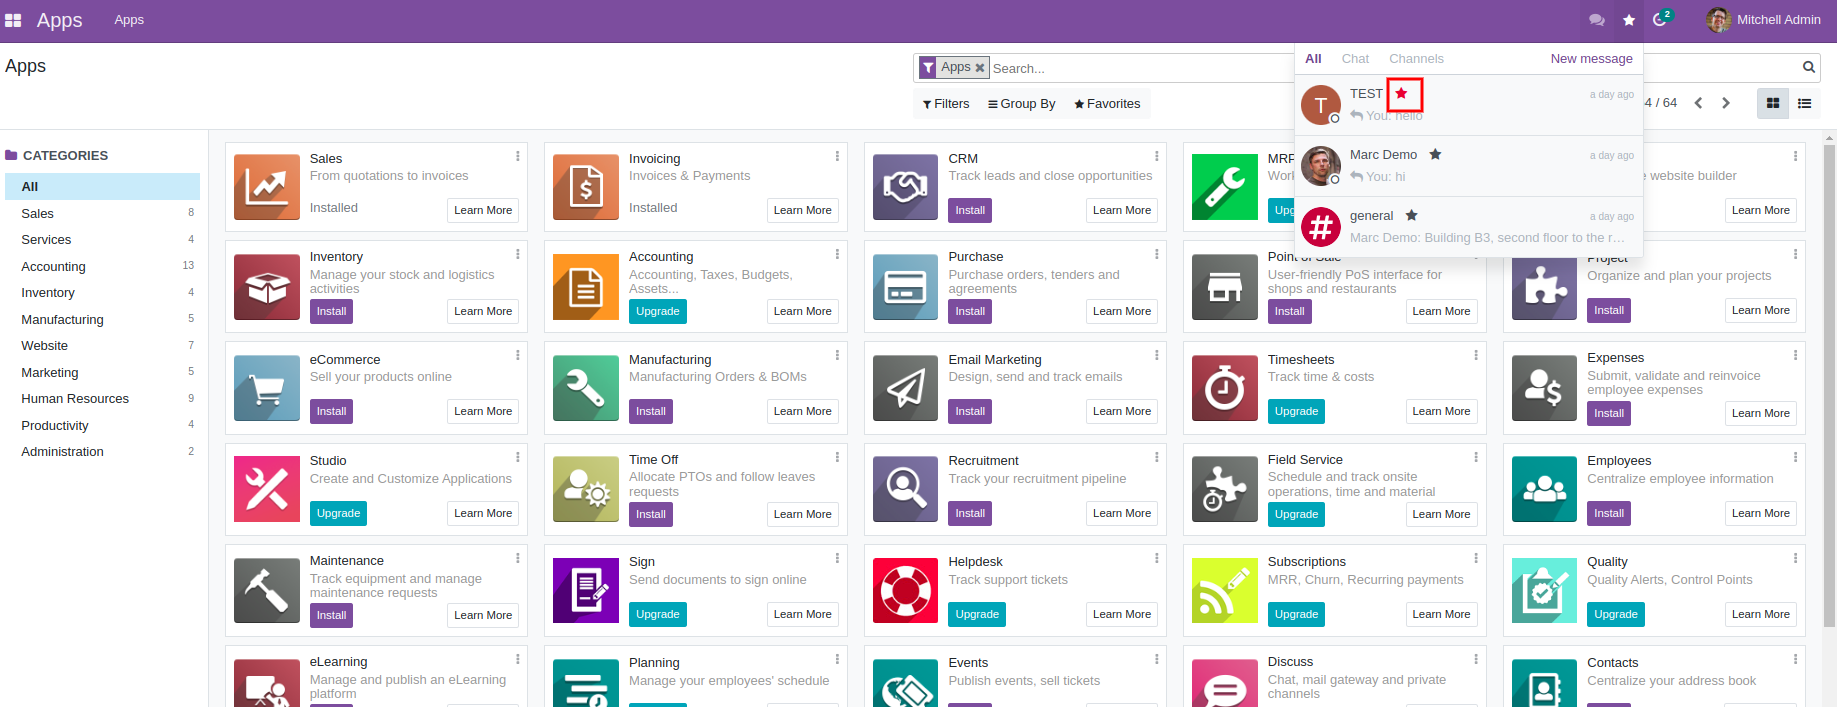 Apps Apps 2 Mitchell Admin
Apps
Apps Search...
Filters Group By Favorites
4 / 64
All Chat Channels New message
TEST a day ago
You: hello
Marc Demo a day ago
You: hi
general a day ago
Marc Demo: Building B3, second floor to the r…
CATEGORIES
All
Sales 8
Services 4
Accounting 13
Inventory 4
Manufacturing 5
Website 7
Marketing 5
Human Resources 9
Productivity 4
Administration 2
Sales
From quotations to invoices
Installed Learn More
Invoicing
Invoices & Payments
Installed Learn More
CRM
Track leads and close opportunities
Install Learn More
MRP
Upg
website builder
Learn More
Inventory
Manage your stock and logistics
activities
Install Learn More
Accounting
Accounting, Taxes, Budgets,
Assets...
Upgrade Learn More
Purchase
Purchase orders, tenders and
agreements
Install Learn More
Point of Sale
User-friendly PoS interface for
shops and restaurants
Install Learn More
Project
Organize and plan your projects
Install Learn More
eCommerce
Sell your products online
Install Learn More
Manufacturing
Manufacturing Orders & BOMs
Install Learn More
Email Marketing
Design, send and track emails
Install Learn More
Timesheets
Track time & costs
Upgrade Learn More
Expenses
Submit, validate and reinvoice
employee expenses
Install Learn More
Studio
Create and Customize Applications
Upgrade Learn More
Time Off
Allocate PTOs and follow leaves
requests
Install Learn More
Recruitment
Track your recruitment pipeline
Install Learn More
Field Service
Schedule and track onsite
operations, time and material
Upgrade Learn More
Employees
Centralize employee information
Install Learn More
Maintenance
Track equipment and manage
maintenance requests
Install Learn More
Sign
Send documents to sign online
Upgrade Learn More
Helpdesk
Track support tickets
Upgrade Learn More
Subscriptions
MRR, Churn, Recurring payments
Upgrade Learn More
Quality
Quality Alerts, Control Points
Upgrade Learn More
eLearning
Manage and publish an eLearning
platform
Planning
Manage your employees' schedule
Events
Publish events, sell tickets
Discuss
Chat, mail gateway and private
channels
Contacts
Centralize your address book